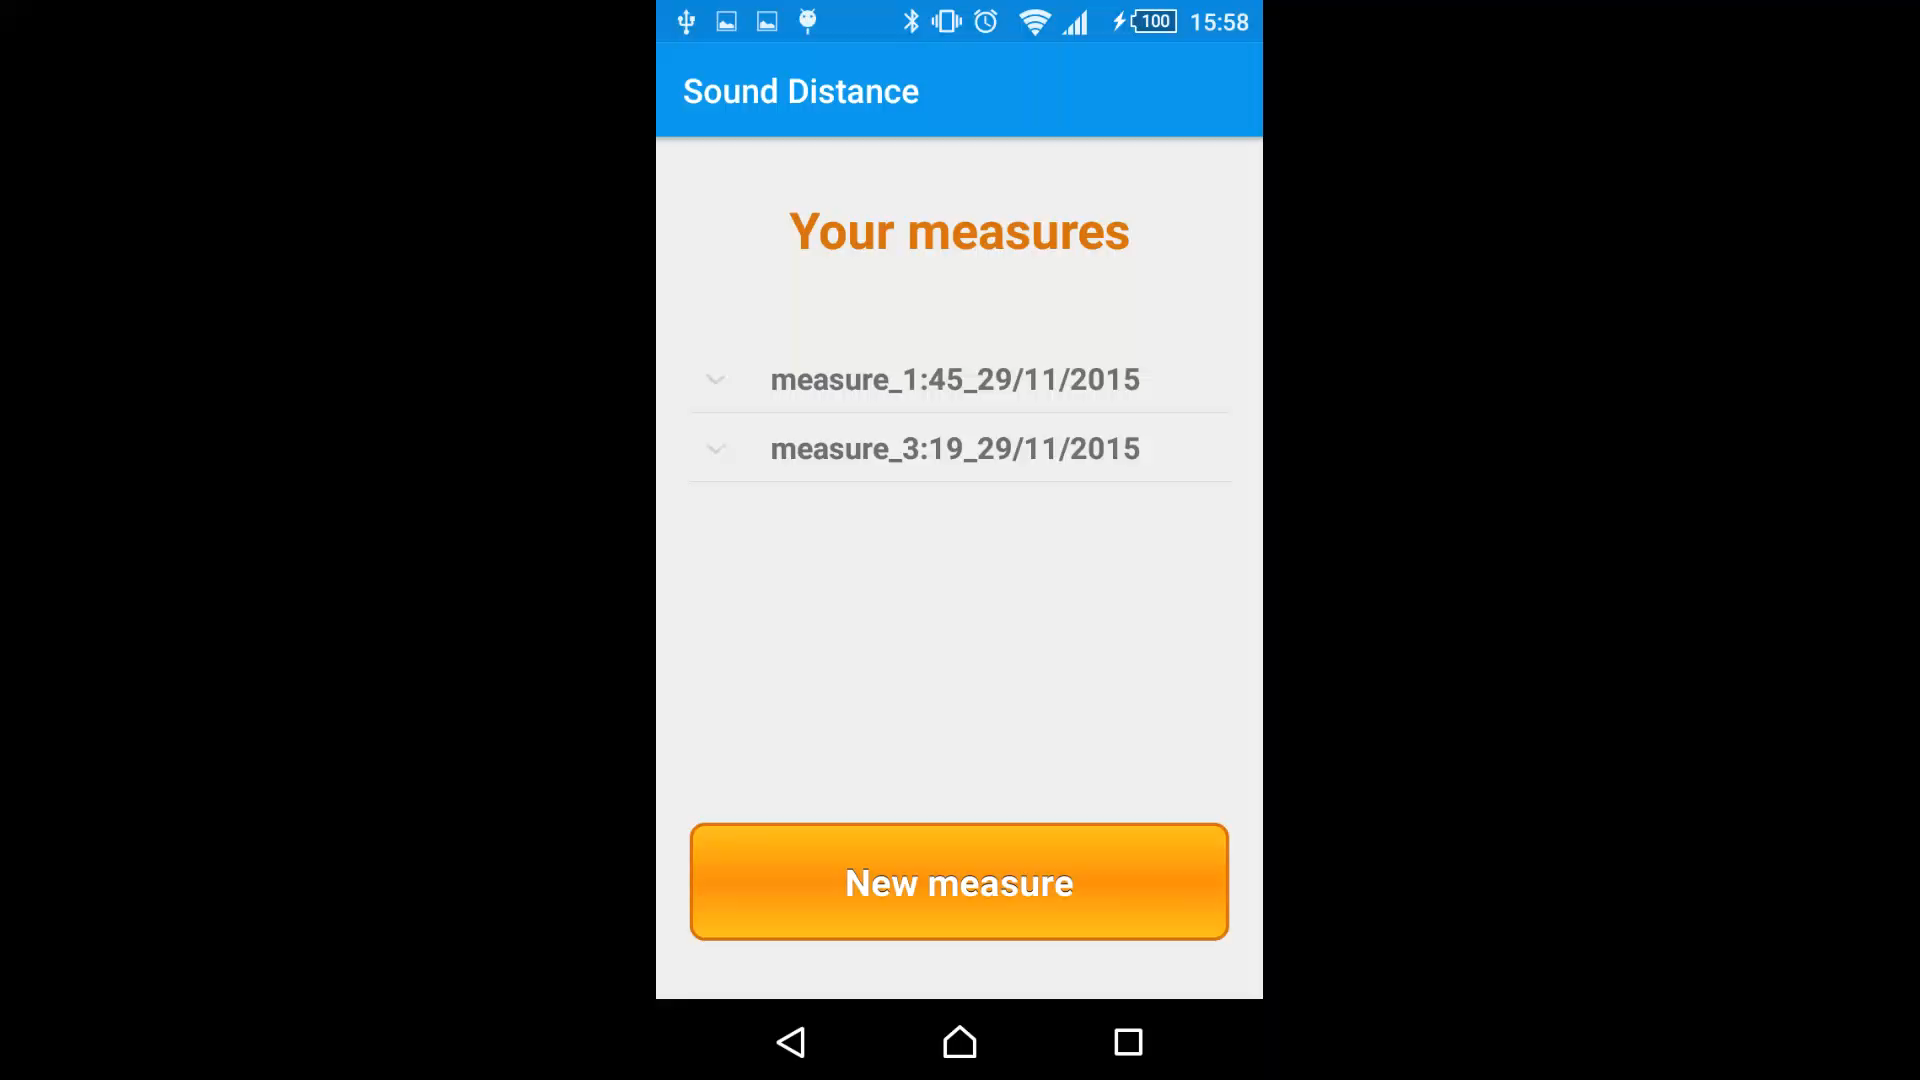 100 15:58
Sound Distance
Your measures
measure_1:45_29/11/2015
measure_3:19_29/11/2015
New measure